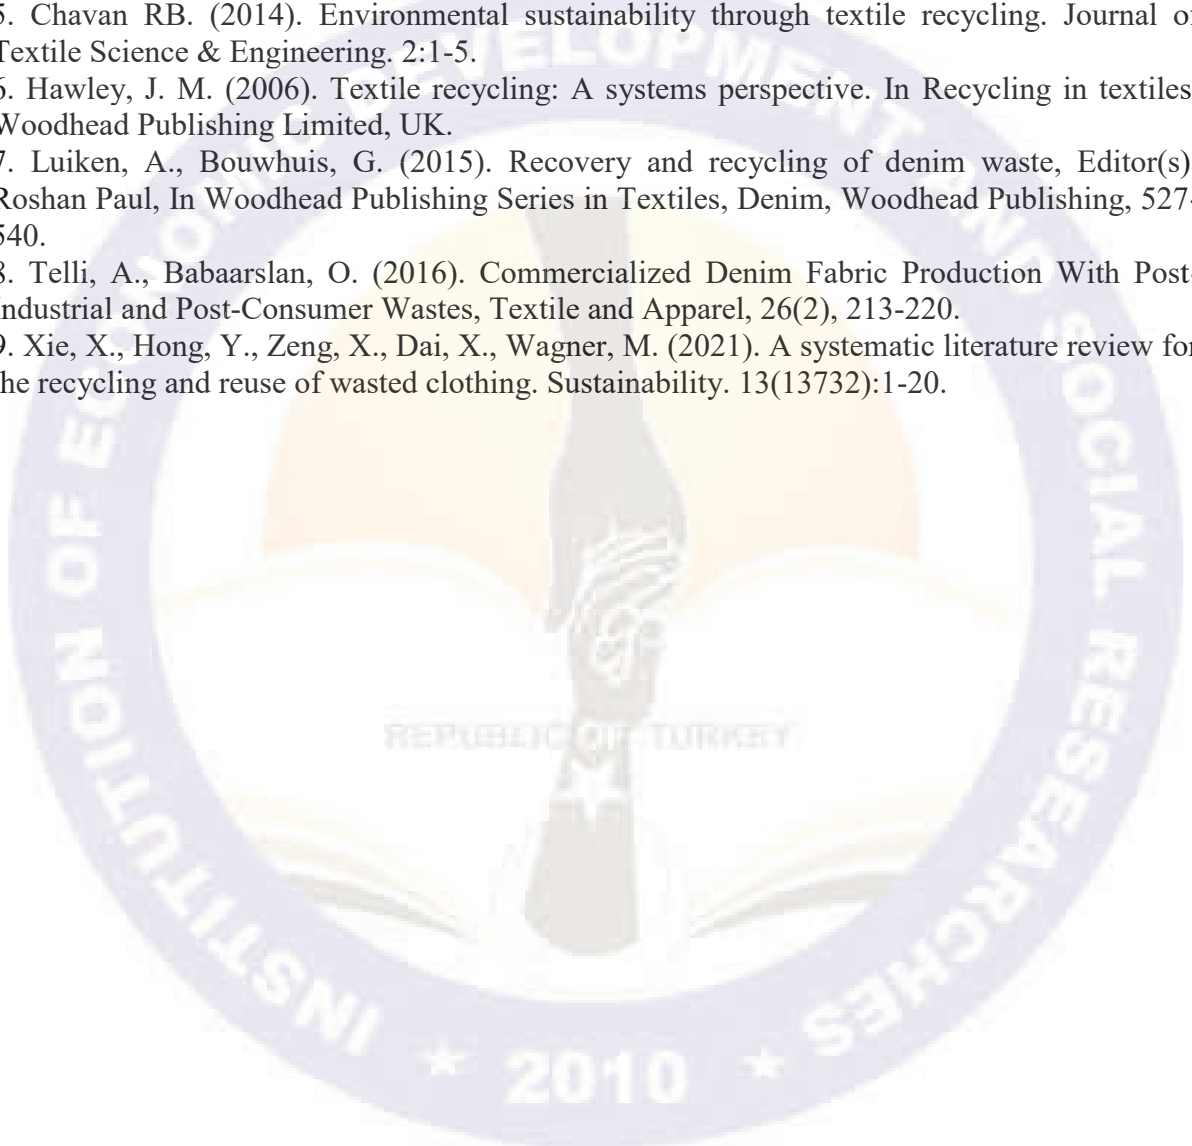 5. Chavan RB. (2014). Environmental sustainability through textile recycling. Journal of
Textile Science & Engineering. 2:1-5.
6. Hawley, J. M. (2006). Textile recycling: A systems perspective. In Recycling in textiles.
Woodhead Publishing Limited, UK.
7. Luiken, A., Bouwhuis, G. (2015). Recovery and recycling of denim waste, Editor(s):
Roshan Paul, In Woodhead Publishing Series in Textiles, Denim, Woodhead Publishing, 527-
540.
8. Telli, A., Babaarslan, O. (2016). Commercialized Denim Fabric Production With Post-
Industrial and Post-Consumer Wastes, Textile and Apparel, 26(2), 213-220.
9. Xie, X., Hong, Y., Zeng, X., Dai, X., Wagner, M. (2021). A systematic literature review for
the recycling and reuse of wasted clothing. Sustainability. 13(13732):1-20.
INSTITUTION OF ECONOMIC DEVELOPMENT AND SOCIAL RESEARCHES
REPUBLIC OF TURKEY
2010